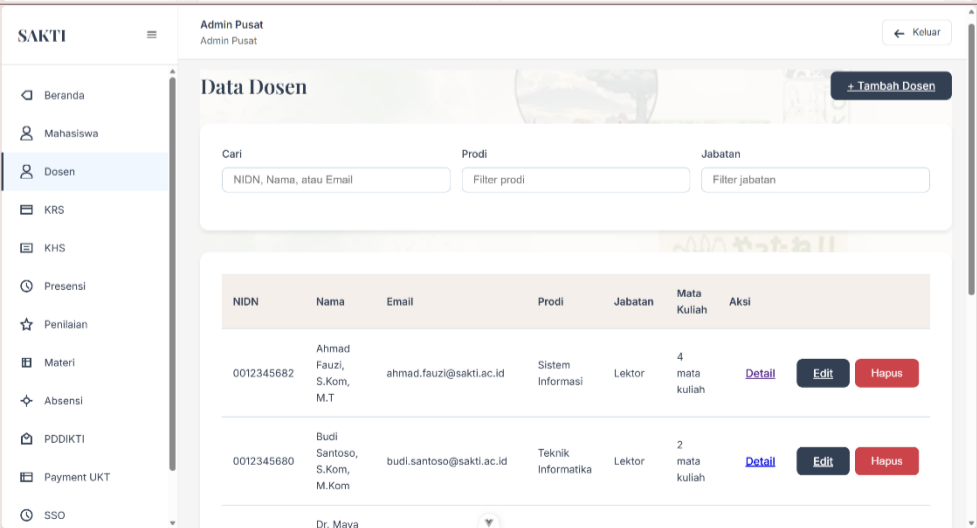 SAKTI
Admin Pusat
Admin Pusat
Keluar
Beranda
Mahasiswa
Dosen
KRS
KHS
Presensi
Penilaian
Materi
Absensi
PDDIKTI
Payment UKT
SSO
Data Dosen
+ Tambah Dosen
Cari
Prodi
Jabatan
NIDN, Nama, atau Email
Filter prodi
Filter jabatan
やったね!!
NIDN
Nama
Email
Prodi
Jabatan
Mata
Kuliah
Aksi
0012345682
Ahmad
Fauzi,
S.Kom,
M.T
ahmad.fauzi@sakti.ac.id
Sistem
Informasi
Lektor
4
mata
kuliah
Detail
Edit
Hapus
0012345680
Budi
Santoso,
S.Kom,
M.Kom
budi.santoso@sakti.ac.id
Teknik
Informatika
Lektor
2
mata
kuliah
Detail
Edit
Hapus
Dr. Maya